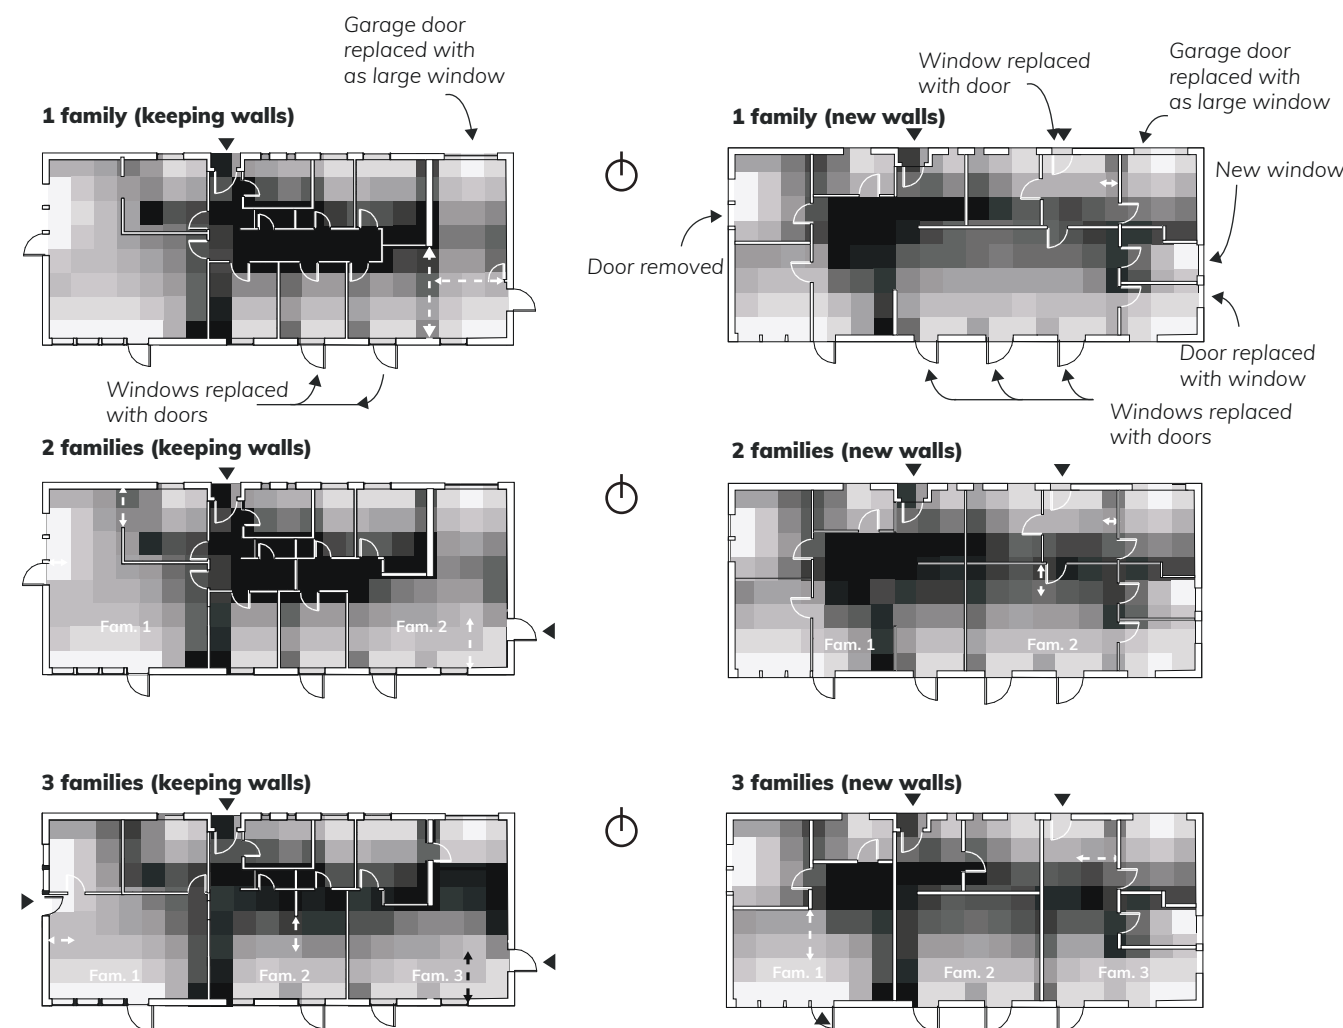 Garage door
replaced with
as large window
1 family (keeping walls)
Window replaced
with door
Garage door
replaced with
as large window
1 family (new walls)
New window
Door removed
Door replaced
with window
Windows replaced
with doors
Windows replaced
with doors
2 families (keeping walls)
Fam. 1
Fam. 2
2 families (new walls)
Fam. 1
Fam. 2
3 families (keeping walls)
Fam. 1
Fam. 2
Fam. 3
3 families (new walls)
Fam. 1
Fam. 2
Fam. 3